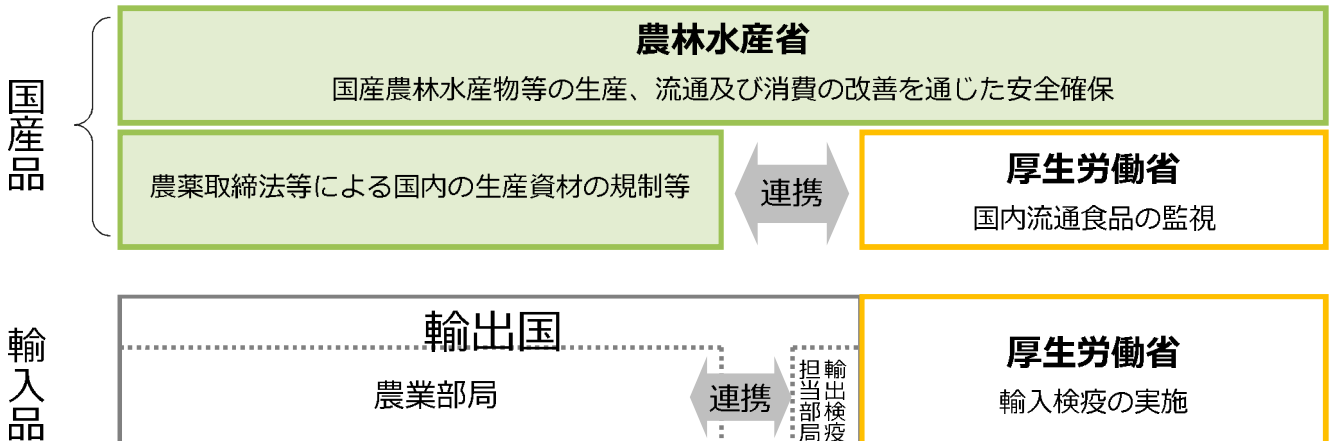 国産品
農林水産省
国産農林水産物等の生産、流通及び消費の改善を通じた安全確保
農薬取締法等による国内の生産資材の規制等
連携
厚生労働省
国内流通食品の監視
輸入品
輸出国
農業部局
連携
輸出検疫
担当部局
厚生労働省
輸入検疫の実施